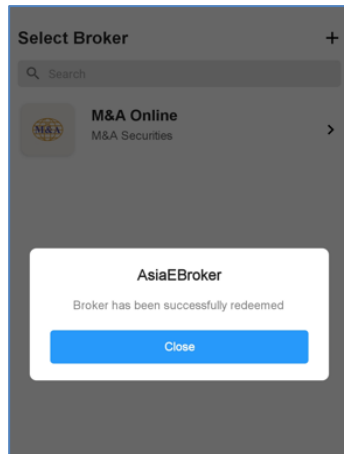 Select Broker +
Search
M&A Online
M&A
M&A Securities
AsiaEBroker
Broker has been successfully redeemed
Close